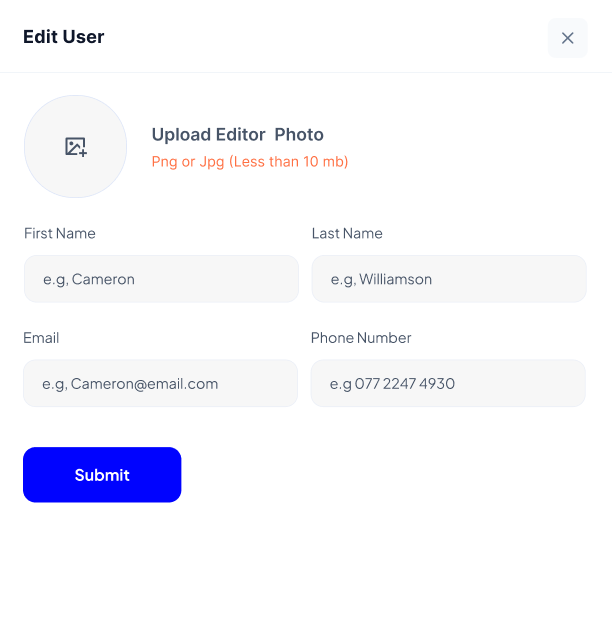 Edit User
Upload Editor  Photo
Png or Jpg (Less than 10 mb)
First Name
Last Name
e.g, Cameron
e.g, Williamson
Email
Phone Number
e.g, Cameron@email.com
e.g 077 2247 4930
Submit